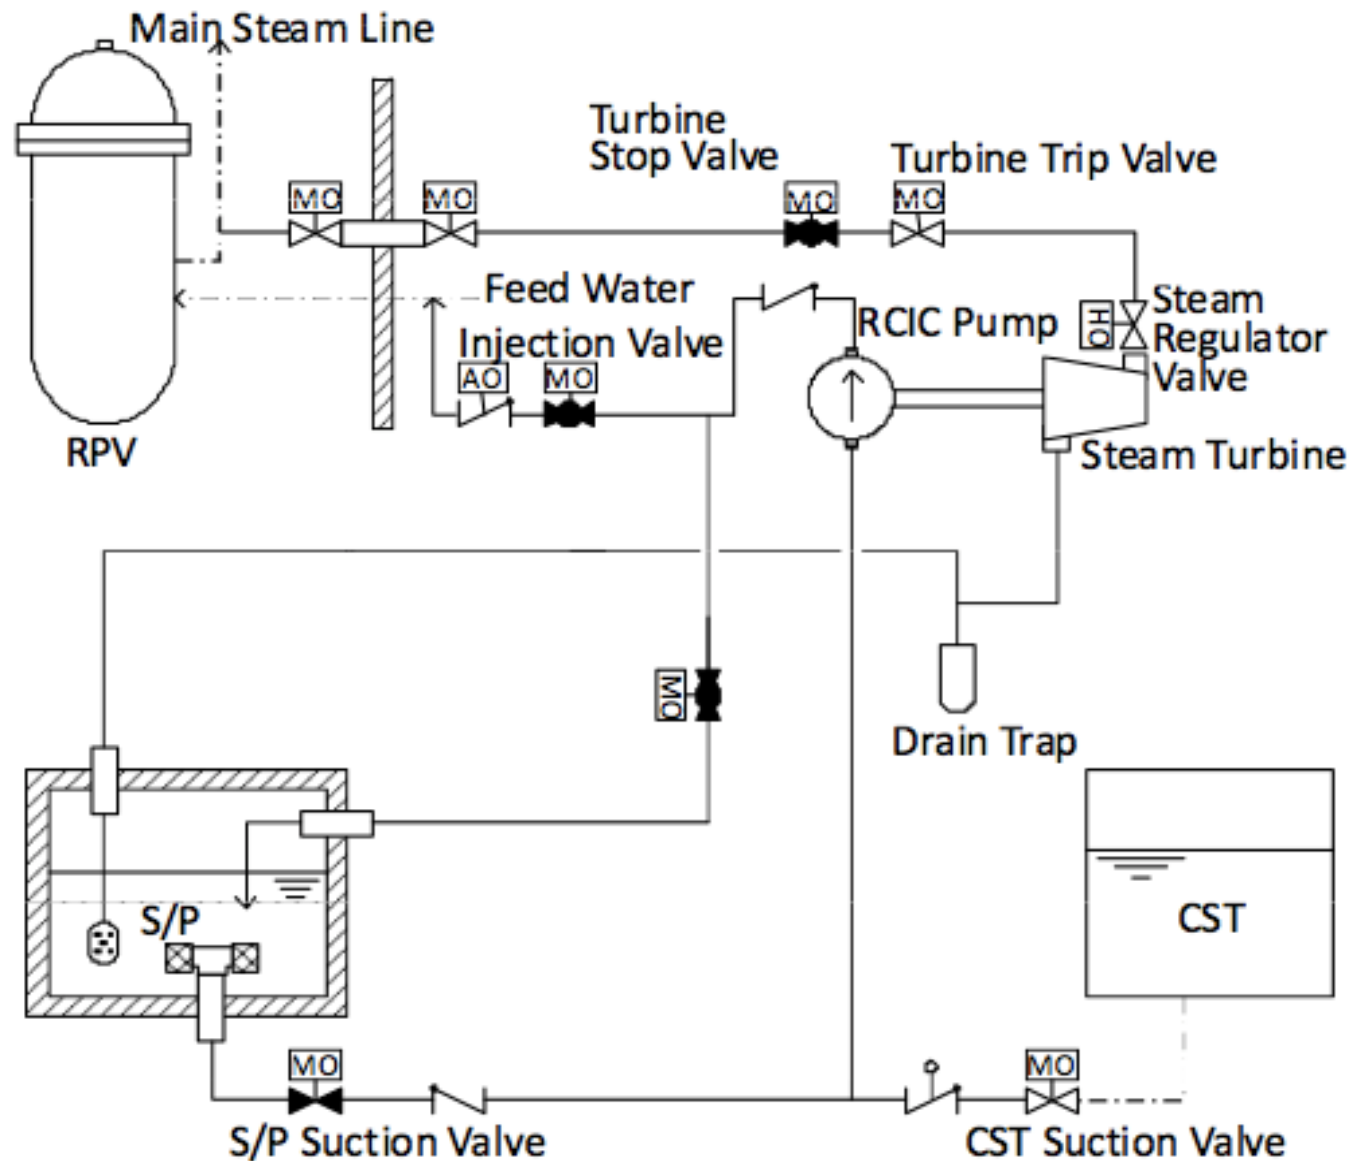 Main Steam Line
Turbine
Stop Valve
Turbine Trip Valve
MO
MO
MO
MO
Feed Water
RCIC Pump
HO
Steam
Regulator
Valve
Injection Valve
AO
MO
RPV
Steam Turbine
MO
Drain Trap
S/P
CST
MO
MO
S/P Suction Valve
CST Suction Valve